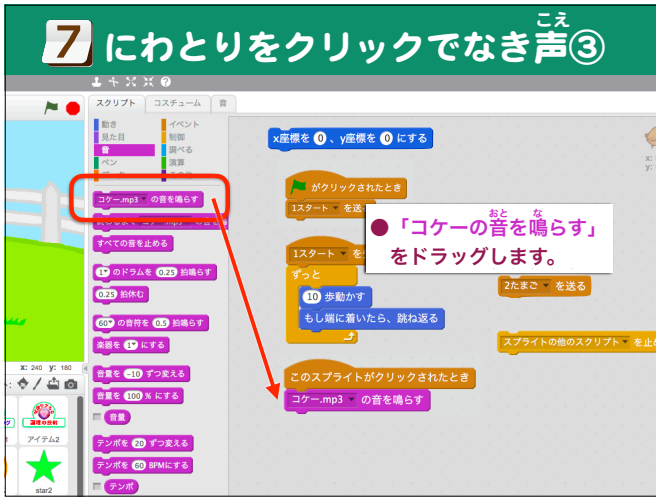 7 にわとりをクリックでなき声③
こえ
スクリプト
コスチューム
音
動き
イベント
見た目
制御
音
調べる
ペン
演算
コケー.mp3 の音を鳴らす
すべての音を止める
1 のドラムを 0.25 拍鳴らす
0.25 拍休む
60 の音符を 0.5 拍鳴らす
楽器を 1 にする
音量を -10 ずつ変える
音量を 100 % にする
音量
テンポを 20 ずつ変える
テンポを 60 BPMにする
テンポ
x座標を 0 、y座標を 0 にする
がクリックされたとき
1スタート を送
●「コケーの音を鳴らす」
おと な
をドラッグします。
1スタート を
ずっと
10 歩動かす
もし端に着いたら、跳ね返る
2たまご を送る
スプライトの他のスクリプト を止め
このスプライトがクリックされたとき
コケー.mp3 の音を鳴らす
x: 240 y: 180
アイテム2
star2
x:
y: